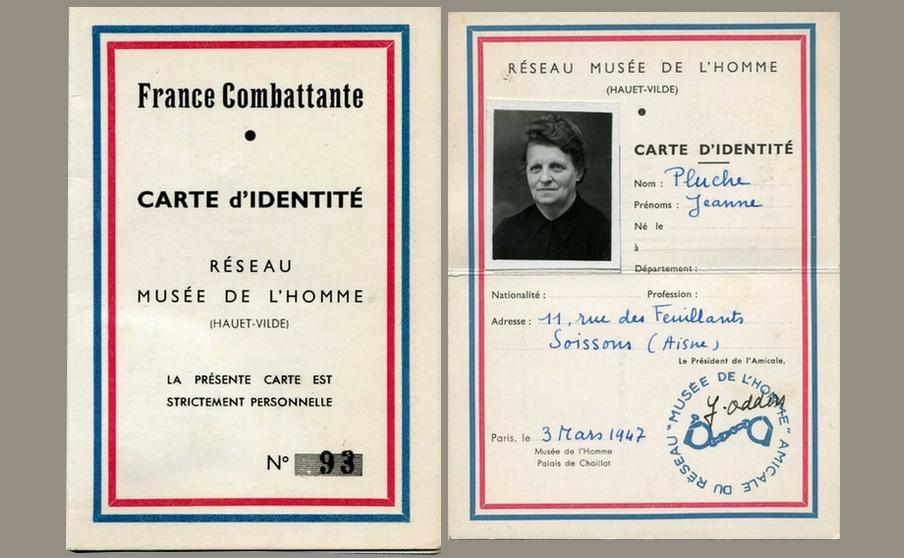 France Combattante
CARTE d'IDENTITÉ
RÉSEAU
MUSÉE DE L'HOMME
(HAUET-VILDE)
LA PRÉSENTE CARTE EST
STRICTEMENT PERSONNELLE
N° 93
RÉSEAU MUSÉE DE L'HOMME
(HAUET-VILDE)
CARTE D'IDENTITÉ
Nom : Pluche
Prénoms : Jeanne
Né le
à
Département :
Nationalité : Profession :
Adresse : 11, rue des Feuillants
Soissons (Aisne)
Le Président de l'Amicale,
J. Oddon
Paris, le 3 Mars 1947
Musée de l'Homme
Palais de Chaillot
AMICALE DU RÉSEAU "MUSÉE DE L'HOMME"